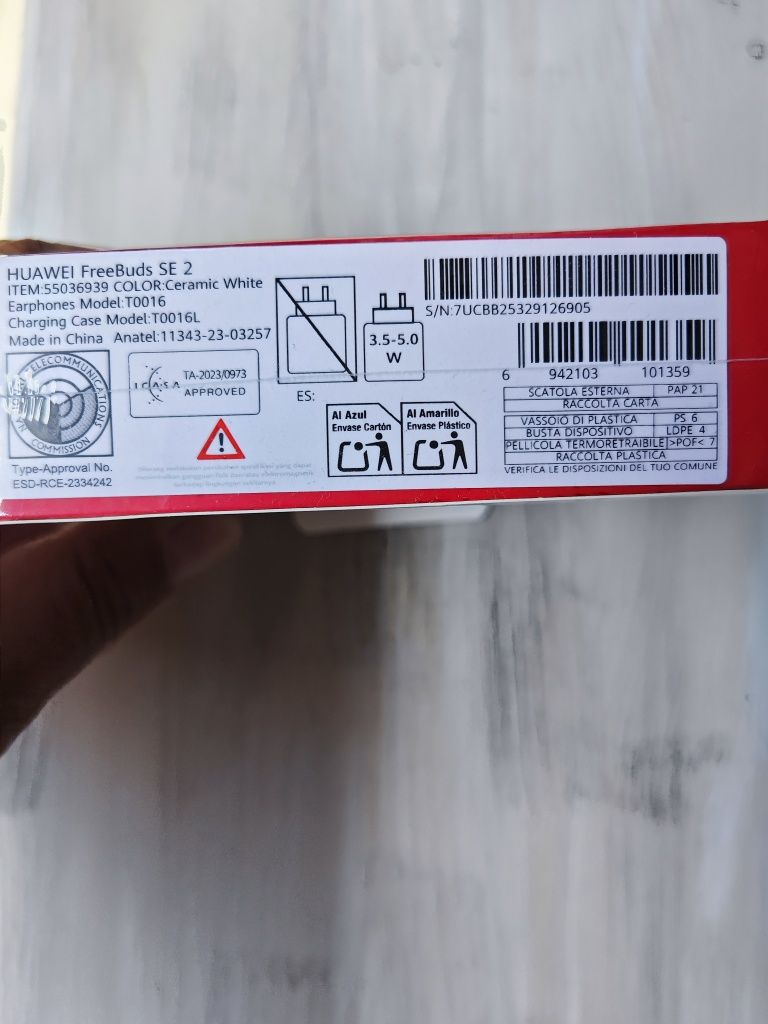 HUAWEI FreeBuds SE 2
ITEM:55036939 COLOR:Ceramic White
Earphones Model:T0016
Charging Case Model:T0016L
Made in China Anatel:11343-23-03257
TELECOMMUNICATIONS
COMMISSION
Type-Approval No.
ESD-RCE-2334242
I C A S A
TA-2023/0973
APPROVED
3.5-5.0
W
ES:
Al Azul
Envase Cartón
Al Amarillo
Envase Plástico
S/N:7UCBB25329126905
6 942103 101359
SCATOLA ESTERNA PAP 21
RACCOLTA CARTA
VASSOIO DI PLASTICA PS 6
BUSTA DISPOSITIVO LDPE 4
PELLICOLA TERMORETRAIBILE >POF< 7
RACCOLTA PLASTICA
VERIFICA LE DISPOSIZIONI DEL TUO COMUNE